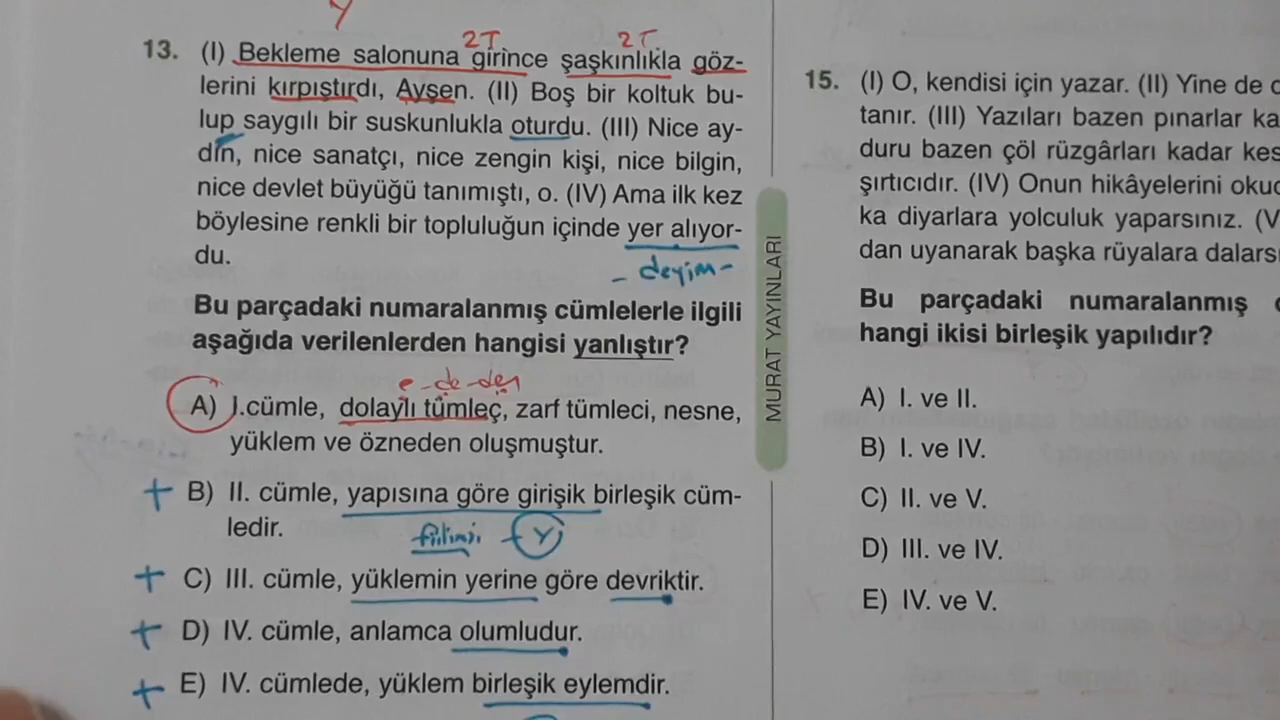 Y
2T 2T
13. (I) Bekleme salonuna girince şaşkınlıkla göz-
lerini kırpıştırdı, Ayşen. (II) Boş bir koltuk bu-
lup saygılı bir suskunlukla oturdu. (III) Nice ay-
dın, nice sanatçı, nice zengin kişi, nice bilgin,
nice devlet büyüğü tanımıştı, o. (IV) Ama ilk kez
böylesine renkli bir topluluğun içinde yer alıyor-
du.
- deyim -
Bu parçadaki numaralanmış cümlelerle ilgili
aşağıda verilenlerden hangisi yanlıştır?
e -de -den
A) I.cümle, dolaylı tümleç, zarf tümleci, nesne,
yüklem ve özneden oluşmuştur.
+ B) II. cümle, yapısına göre girişik birleşik cüm-
ledir.
fiilimsi + Y
+ C) III. cümle, yüklemin yerine göre devriktir.
+ D) IV. cümle, anlamca olumludur.
+ E) IV. cümlede, yüklem birleşik eylemdir.
MURAT YAYINLARI
15. (I) O, kendisi için yazar. (II) Yine de
tanır. (III) Yazıları bazen pınarlar ka
duru bazen çöl rüzgârları kadar kes
şırtıcıdır. (IV) Onun hikâyelerini oku
ka diyarlara yolculuk yaparsınız. (V
dan uyanarak başka rüyalara dalars
Bu parçadaki numaralanmış
hangi ikisi birleşik yapılıdır?
A) I. ve II.
B) I. ve IV.
C) II. ve V.
D) III. ve IV.
E) IV. ve V.